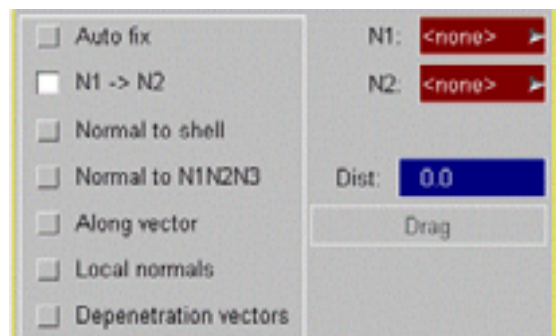 Auto fix N1: <none>
N1 -> N2 N2: <none>
Normal to shell
Normal to N1N2N3 Dist: 0.0
Along vector Drag
Local normals
Depenetration vectors